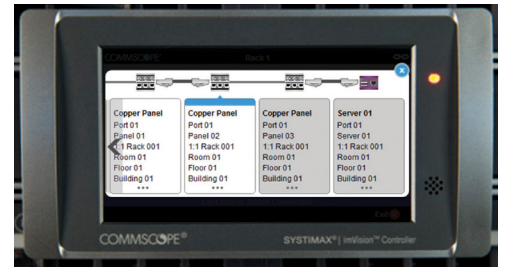 COMMSCOPE
Rack 1
Copper Panel
Port 01
Panel 01
1:1 Rack 001
Room 01
Floor 01
Building 01
...
Copper Panel
Port 01
Panel 02
1:1 Rack 001
Room 01
Floor 01
Building 01
...
Copper Panel
Port 01
Panel 03
1:1 Rack 001
Room 01
Floor 01
Building 01
...
Server 01
Port 01
Server 01
1:1 Rack 001
Room 01
Floor 01
Building 01
...
Exit
COMMSCOPE®
SYSTIMAX® | imVision™ Controller